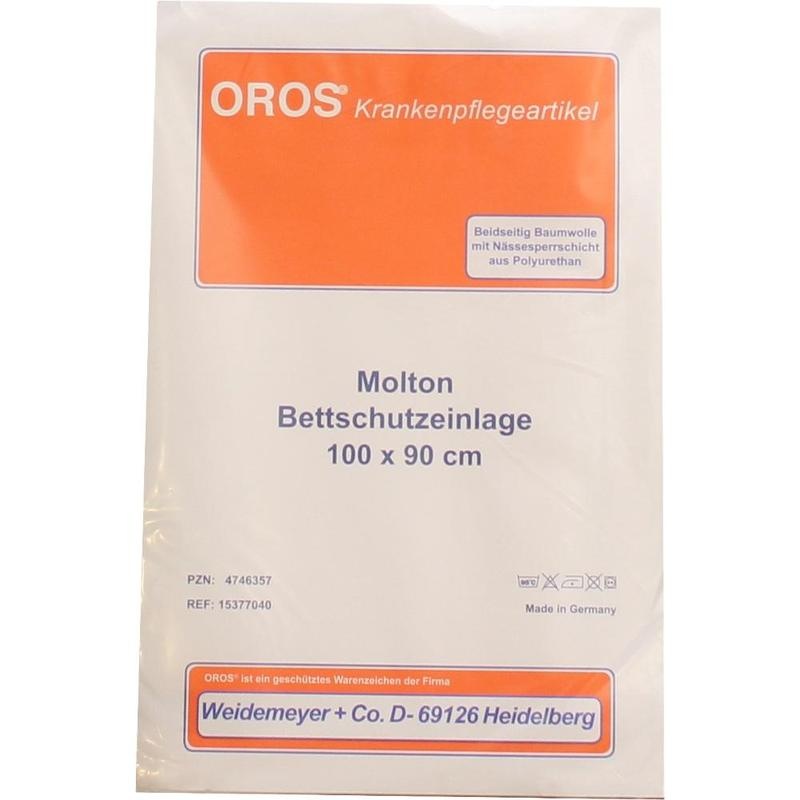 OROS® Krankenpflegeartikel
Beidseitig Baumwolle
mit Nässesperrschicht
aus Polyurethan
Molton
Bettschutzeinlage
100 x 90 cm
PZN: 4746357
REF: 15377040
95°C
Made in Germany
OROS® ist ein geschütztes Warenzeichen der Firma
Weidemeyer + Co. D- 69126 Heidelberg